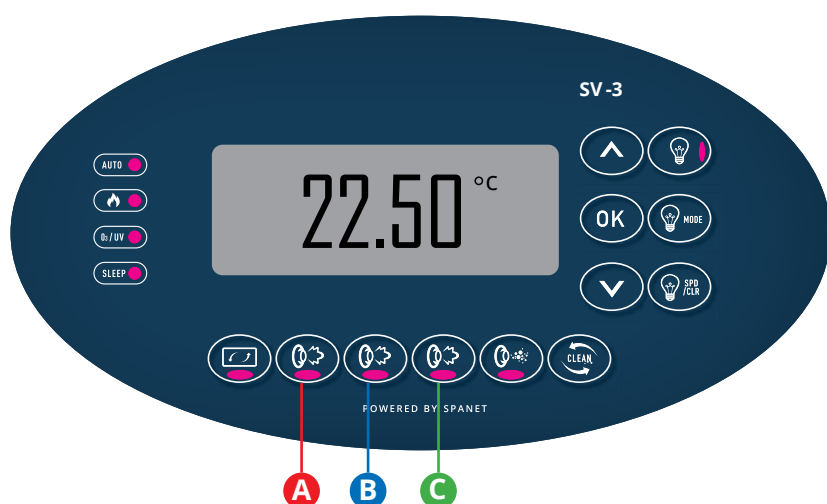 SV-3
AUTO
22.50 °C
O₃/UV
SLEEP
OK
MODE
SPD
/CLR
CLEAN
POWERED BY SPANET
A B C